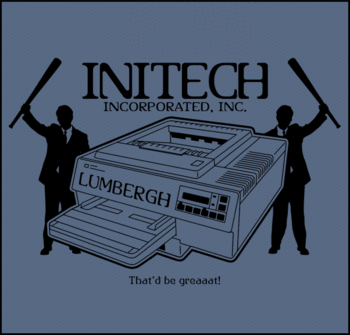 INITECH
INCORPORATED, INC.
LUMBERGH
That'd be greaaat!